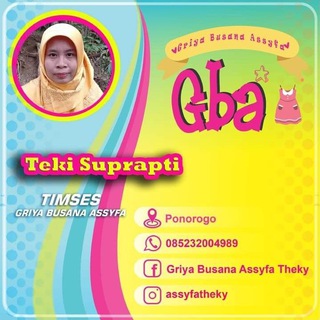 Griya Busana Assyfa
Gba
Teki Suprapti
TIMSES
GRIYA BUSANA ASSYFA
Ponorogo
085232004989
Griya Busana Assyfa Theky
assyfatheky